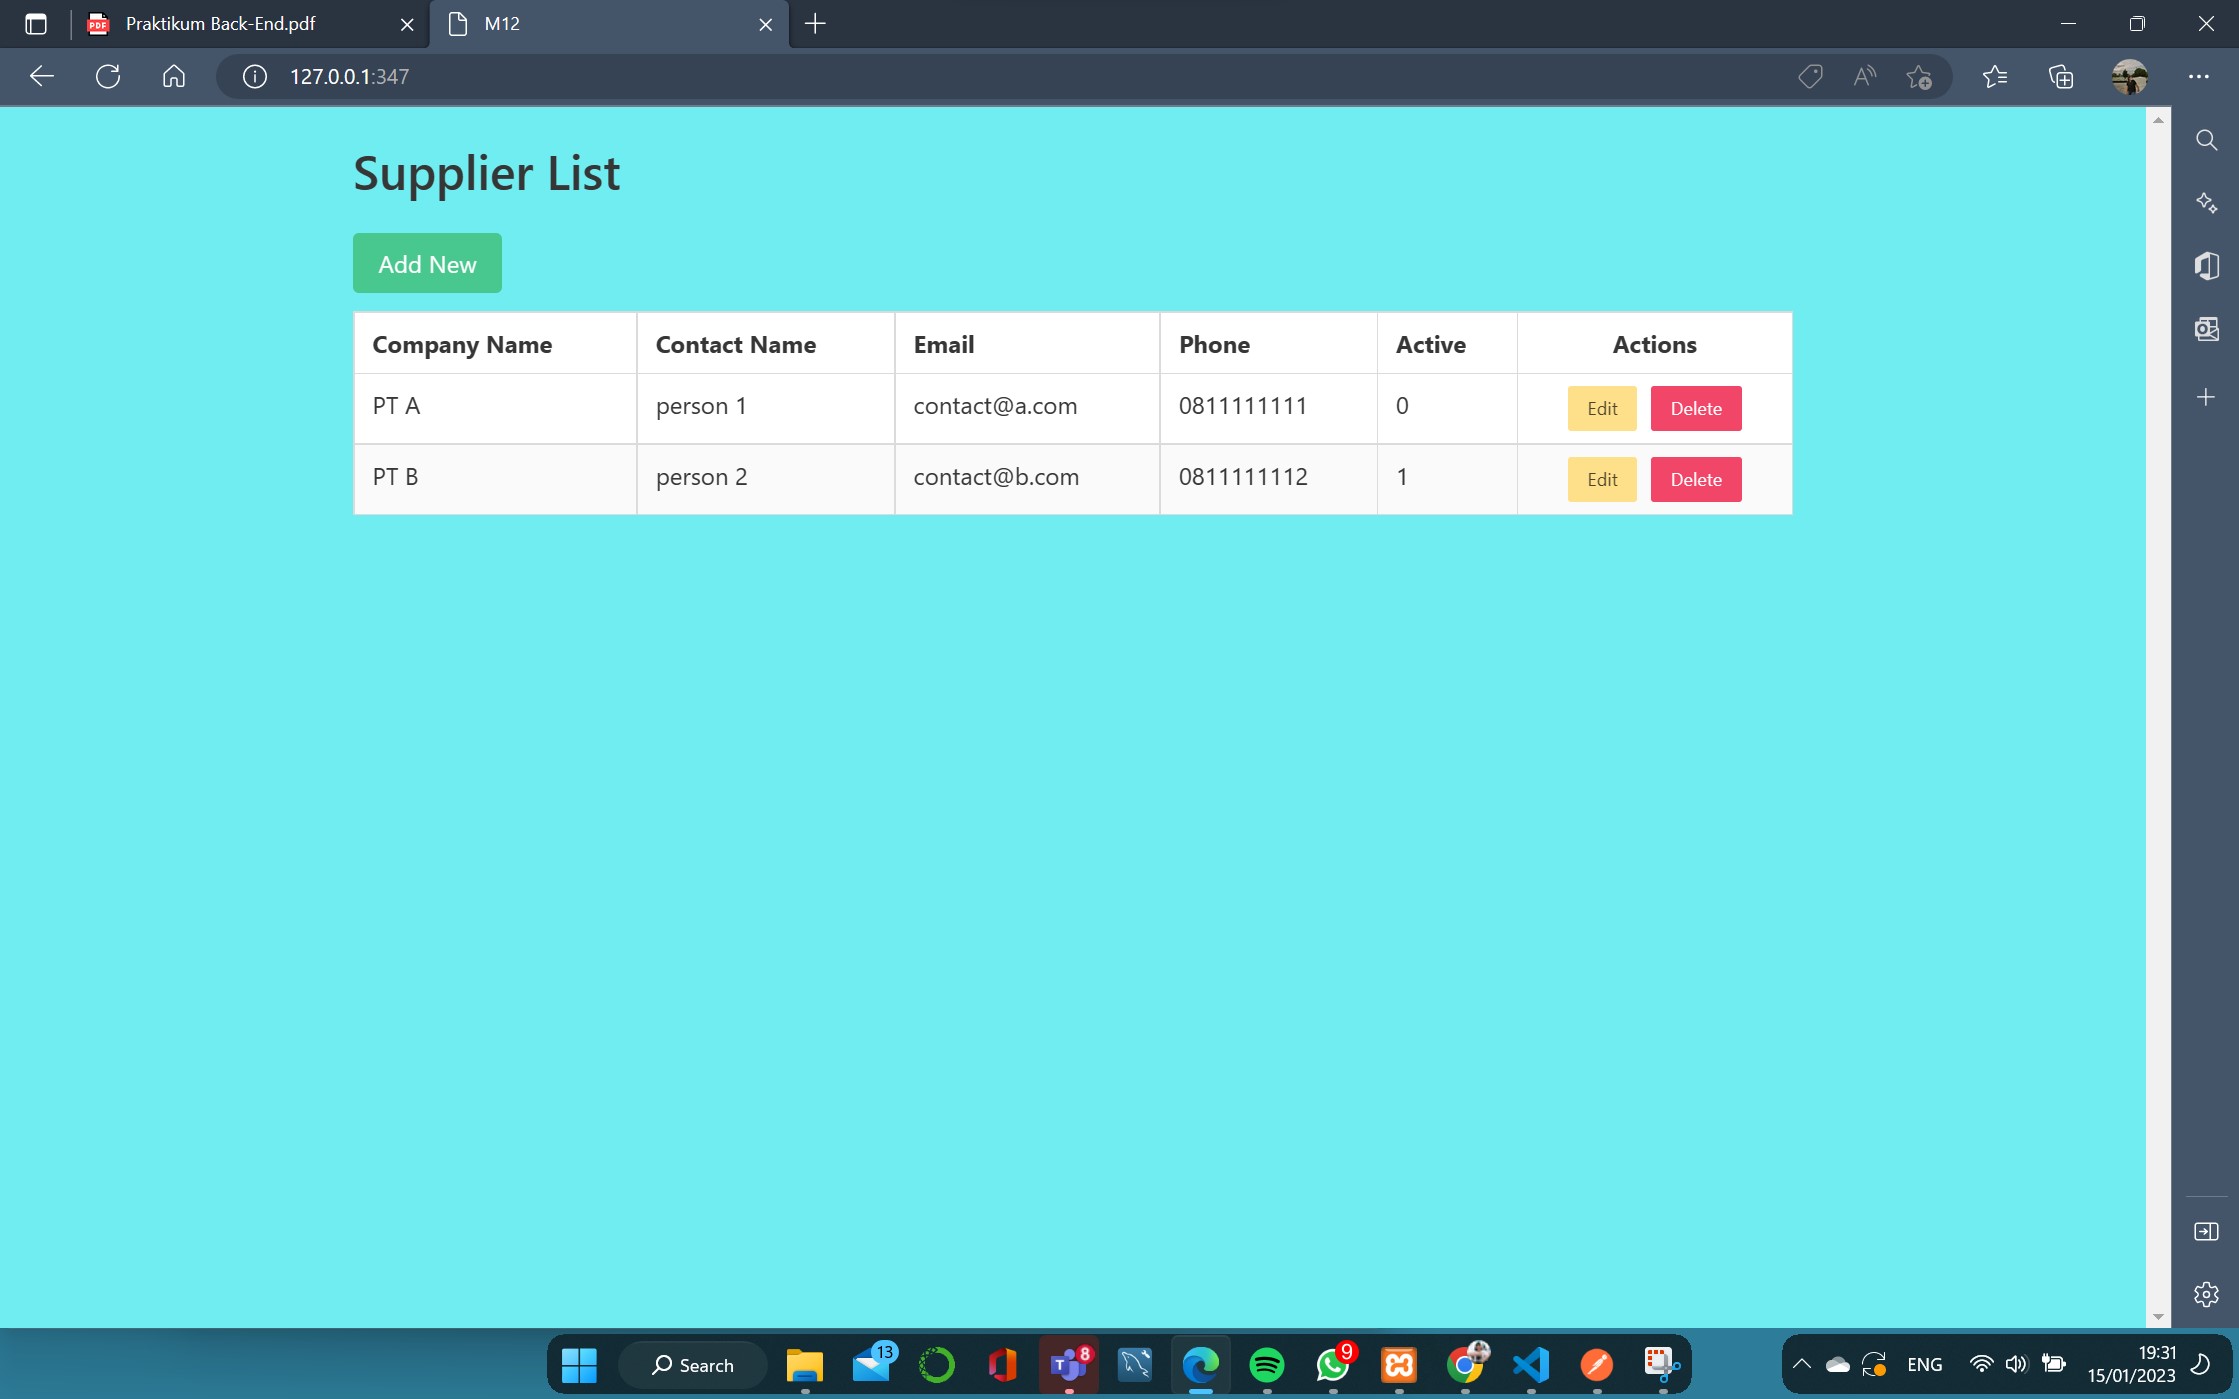 Praktikum Back-End.pdf
M12
127.0.0.1:347
Supplier List
Add New
Company Name Contact Name Email Phone Active Actions
PT A person 1 contact@a.com 0811111111 0 Edit Delete
PT B person 2 contact@b.com 0811111112 1 Edit Delete
Search
13
8
9
ENG
19:31
15/01/2023